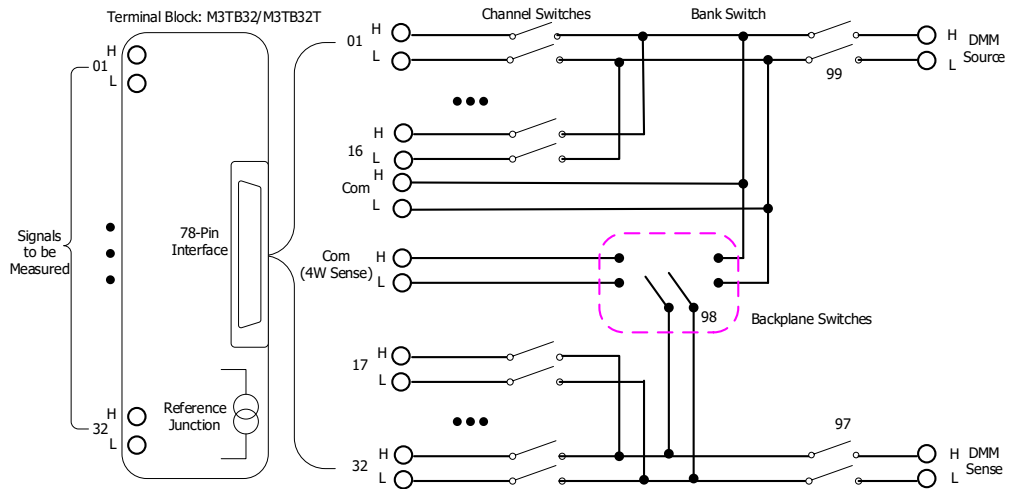 Terminal Block: M3TB32/M3TB32T
Channel Switches
Bank Switch
H
01
L
01
H
L
H
DMM
L
Source
99
16
H
L
Com
H
L
Signals
to be
Measured
78-Pin
Interface
Com
(4W Sense)
H
L
98
Backplane Switches
17
H
L
Reference
Junction
H
32
L
32
H
L
97
H
DMM
L
Sense